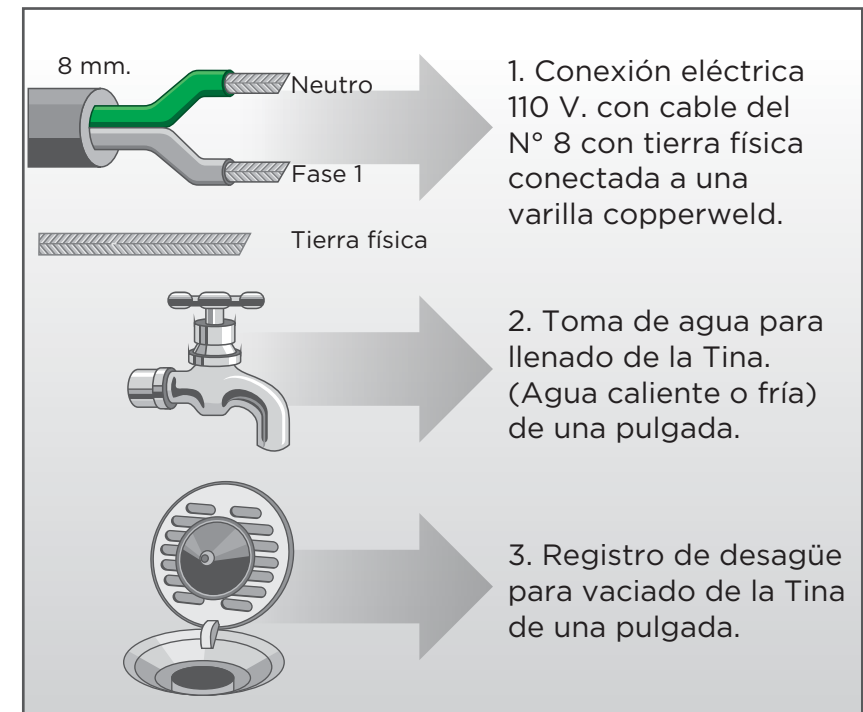 8 mm.
Neutro
Fase 1
Tierra física
1. Conexión eléctrica
110 V. con cable del
N° 8 con tierra física
conectada a una
varilla copperweld.
2. Toma de agua para
llenado de la Tina.
(Agua caliente o fría)
de una pulgada.
3. Registro de desagüe
para vaciado de la Tina
de una pulgada.